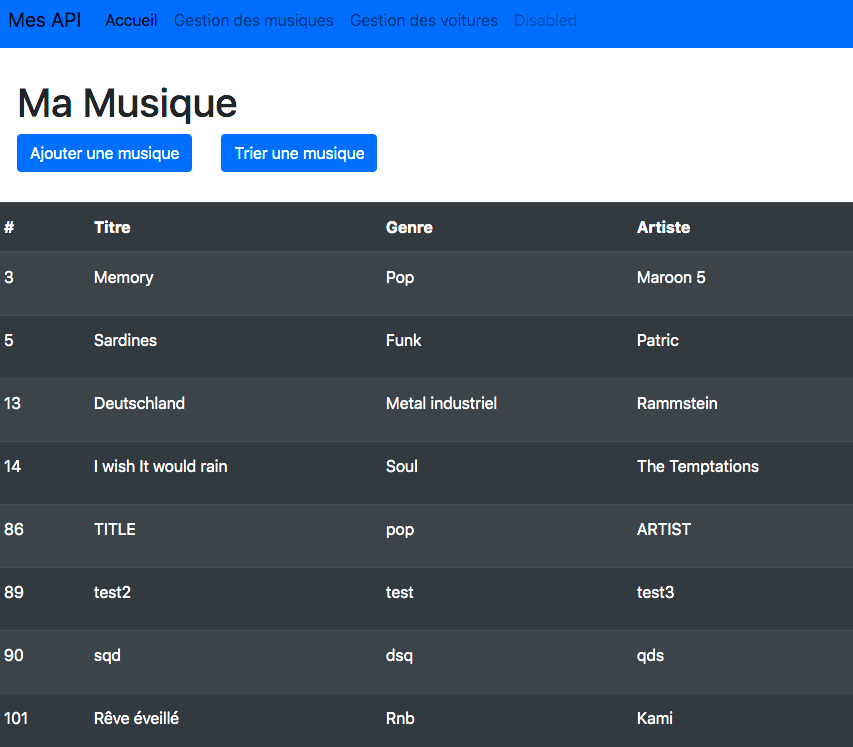 Mes API Accueil Gestion des musiques Gestion des voitures Disabled
Ma Musique
Ajouter une musique Trier une musique
# Titre Genre Artiste
3 Memory Pop Maroon 5
5 Sardines Funk Patric
13 Deutschland Metal industriel Rammstein
14 I wish It would rain Soul The Temptations
86 TITLE pop ARTIST
89 test2 test test3
90 sqd dsq qds
101 Rêve éveillé Rnb Kami